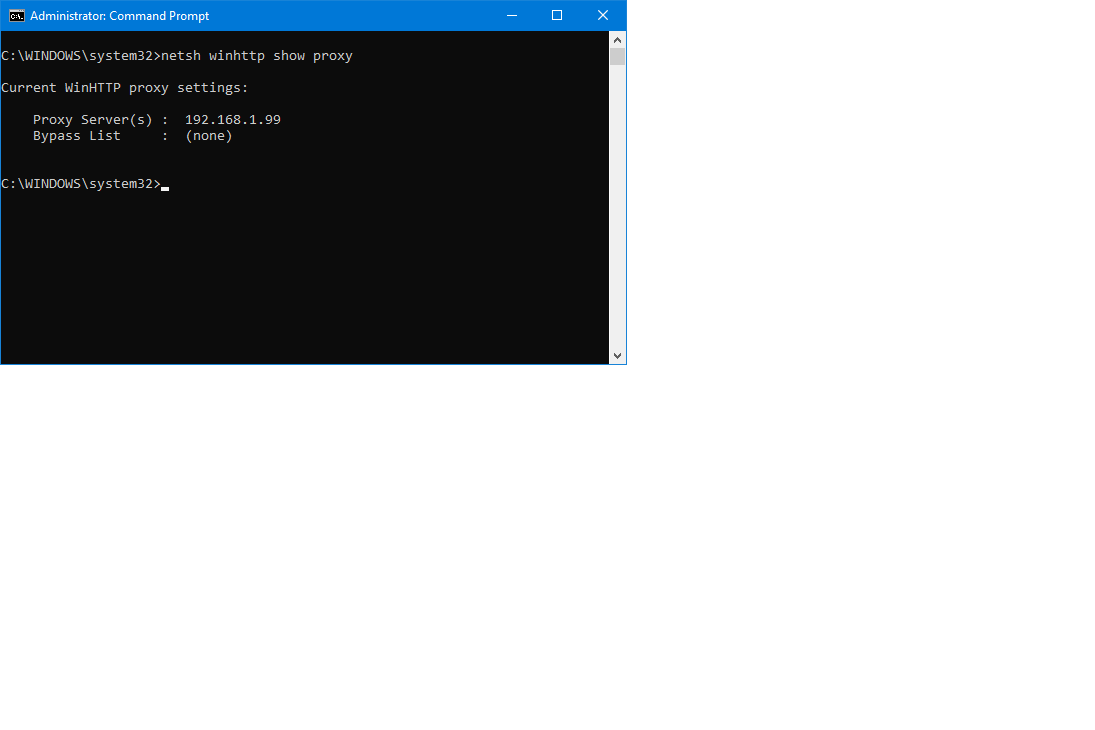 Administrator: Command Prompt
C:\WINDOWS\system32>netsh winhttp show proxy
Current WinHTTP proxy settings:
Proxy Server(s) :  192.168.1.99
Bypass List     :  (none)
C:\WINDOWS\system32>